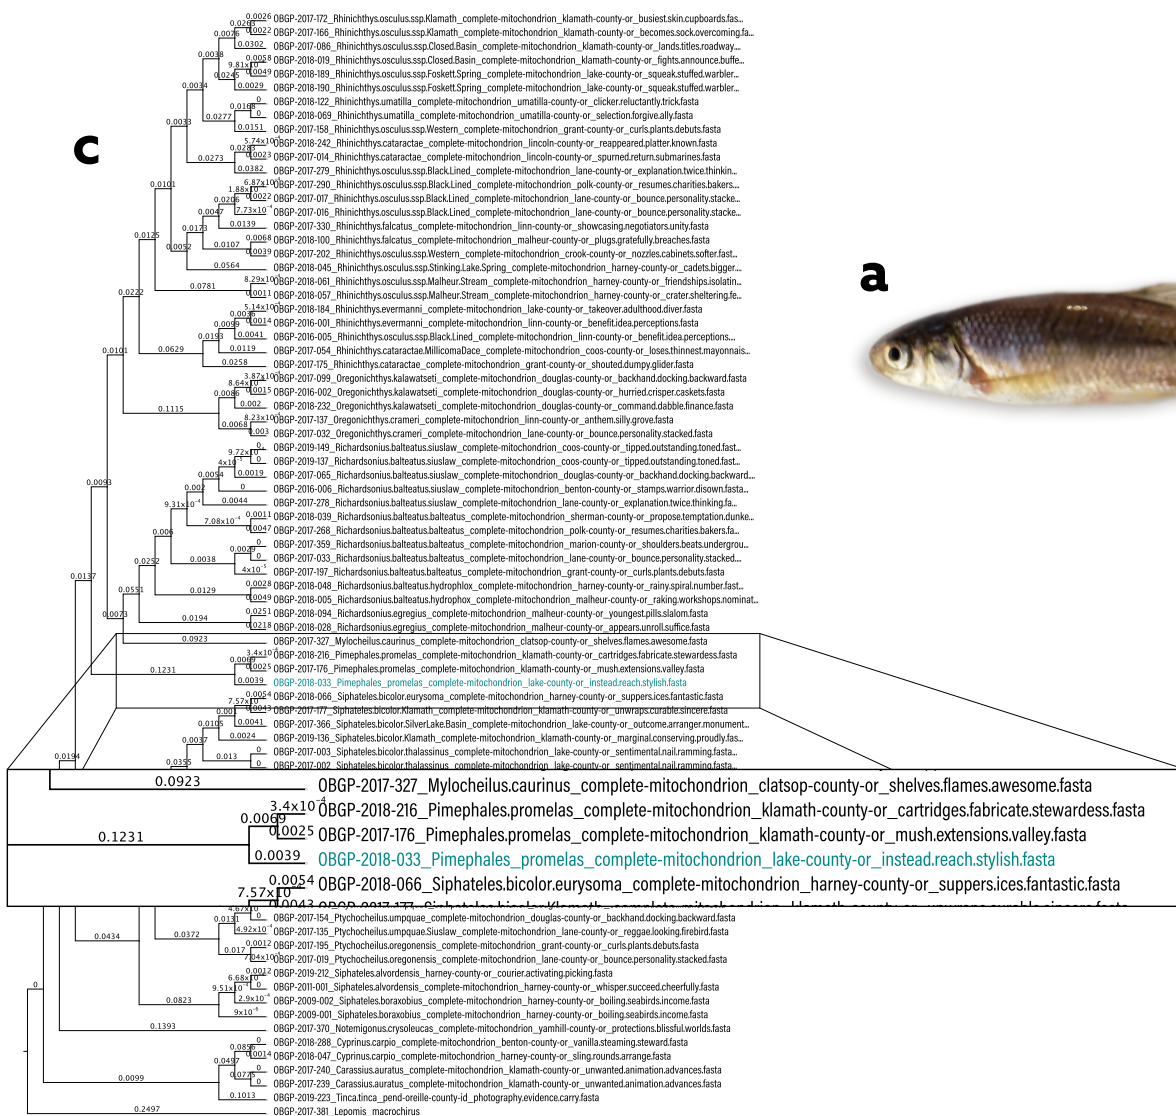 c
a
OBGP-2017-172_Rhinichthys.osculus.ssp.Klamath_complete-mitochondrion_klamath-county-or_busiest.skin.cupboards.fas...
OBGP-2017-166_Rhinichthys.osculus.ssp.Klamath_complete-mitochondrion_klamath-county-or_becomes.sock.overcoming.fa...
OBGP-2017-086_Rhinichthys.osculus.ssp.Closed.Basin_complete-mitochondrion_klamath-county-or_lands.titles.roadway....
OBGP-2018-019_Rhinichthys.osculus.ssp.Closed.Basin_complete-mitochondrion_klamath-county-or_fights.announce.buffe...
OBGP-2018-189_Rhinichthys.osculus.ssp.Foskett.Spring_complete-mitochondrion_lake-county-or_squeak.stuffed.warbler...
OBGP-2018-190_Rhinichthys.osculus.ssp.Foskett.Spring_complete-mitochondrion_lake-county-or_squeak.stuffed.warbler...
OBGP-2018-122_Rhinichthys.umatilla_complete-mitochondrion_umatilla-county-or_clicker.reluctantly.trick.fasta
OBGP-2018-069_Rhinichthys.umatilla_complete-mitochondrion_umatilla-county-or_selection.forgive.ally.fasta
OBGP-2017-158_Rhinichthys.osculus.ssp.Western_complete-mitochondrion_grant-county-or_curls.plants.debuts.fasta
OBGP-2018-242_Rhinichthys.cataractae_complete-mitochondrion_lincoln-county-or_reappeared.platter.known.fasta
OBGP-2017-014_Rhinichthys.cataractae_complete-mitochondrion_lincoln-county-or_spurned.return.submarines.fasta
OBGP-2017-279_Rhinichthys.osculus.ssp.Black.Lined_complete-mitochondrion_lane-county-or_explanation.twice.thinkin...
OBGP-2017-290_Rhinichthys.osculus.ssp.Black.Lined_complete-mitochondrion_polk-county-or_resumes.charities.bakers...
OBGP-2017-017_Rhinichthys.osculus.ssp.Black.Lined_complete-mitochondrion_lane-county-or_bounce.personality.stacke...
OBGP-2017-016_Rhinichthys.osculus.ssp.Black.Lined_complete-mitochondrion_lane-county-or_bounce.personality.stacke...
OBGP-2017-330_Rhinichthys.falcatus_complete-mitochondrion_linn-county-or_showcasing.negotiators.unity.fasta
OBGP-2018-100_Rhinichthys.falcatus_complete-mitochondrion_malheur-county-or_plugs.gratefully.breaches.fasta
OBGP-2017-202_Rhinichthys.osculus.ssp.Western_complete-mitochondrion_crook-county-or_nozzles.cabinets.softer.fast...
OBGP-2018-045_Rhinichthys.osculus.ssp.Stinking.Lake.Spring_complete-mitochondrion_harney-county-or_cadets.bigger...
OBGP-2018-061_Rhinichthys.osculus.ssp.Malheur.Stream_complete-mitochondrion_harney-county-or_friendships.isolatin...
OBGP-2018-057_Rhinichthys.osculus.ssp.Malheur.Stream_complete-mitochondrion_harney-county-or_crater.sheltering.fe...
OBGP-2018-184_Rhinichthys.evermanni_complete-mitochondrion_lake-county-or_takeover.adulthood.diver.fasta
OBGP-2016-001_Rhinichthys.evermanni_complete-mitochondrion_linn-county-or_benefit.idea.perceptions.fasta
OBGP-2016-005_Rhinichthys.osculus.ssp.Black.Lined_complete-mitochondrion_linn-county-or_benefit.idea.perceptions...
OBGP-2017-054_Rhinichthys.cataractae.MillicomaDace_complete-mitochondrion_coos-county-or_loses.thinnest.mayonnais...
OBGP-2017-175_Rhinichthys.cataractae_complete-mitochondrion_grant-county-or_shouted.dumpy.glider.fasta
OBGP-2017-099_Oregonichthys.kalawatseti_complete-mitochondrion_douglas-county-or_backhand.docking.backward.fasta
OBGP-2016-002_Oregonichthys.kalawatseti_complete-mitochondrion_douglas-county-or_hurried.crisper.caskets.fasta
OBGP-2018-232_Oregonichthys.kalawatseti_complete-mitochondrion_douglas-county-or_command.dabble.finance.fasta
OBGP-2017-137_Oregonichthys.crameri_complete-mitochondrion_linn-county-or_anthem.silly.grove.fasta
OBGP-2017-032_Oregonichthys.crameri_complete-mitochondrion_lane-county-or_bounce.personality.stacked.fasta
OBGP-2019-149_Richardsonius.balteatus.siuslaw_complete-mitochondrion_coos-county-or_tipped.outstanding.toned.fast...
OBGP-2019-137_Richardsonius.balteatus.siuslaw_complete-mitochondrion_coos-county-or_tipped.outstanding.toned.fast...
OBGP-2017-065_Richardsonius.balteatus.siuslaw_complete-mitochondrion_douglas-county-or_backhand.docking.backward....
OBGP-2016-006_Richardsonius.balteatus.siuslaw_complete-mitochondrion_benton-county-or_stamps.warrior.disown.fasta...
OBGP-2017-278_Richardsonius.balteatus.siuslaw_complete-mitochondrion_lane-county-or_explanation.twice.thinking.fa...
OBGP-2018-039_Richardsonius.balteatus.balteatus_complete-mitochondrion_sherman-county-or_propose.temptation.dunke...
OBGP-2017-268_Richardsonius.balteatus.balteatus_complete-mitochondrion_polk-county-or_resumes.charities.bakers.fa...
OBGP-2017-359_Richardsonius.balteatus.balteatus_complete-mitochondrion_marion-county-or_shoulders.beats.undergrou...
OBGP-2017-033_Richardsonius.balteatus.balteatus_complete-mitochondrion_lane-county-or_bounce.personality.stacked...
OBGP-2017-197_Richardsonius.balteatus.balteatus_complete-mitochondrion_grant-county-or_curls.plants.debuts.fasta
OBGP-2018-048_Richardsonius.balteatus.hydrophlox_complete-mitochondrion_harney-county-or_rainy.spiral.number.fast...
OBGP-2018-005_Richardsonius.balteatus.hydrophox_complete-mitochondrion_malheur-county-or_raking.workshops.nominat...
OBGP-2018-094_Richardsonius.egregius_complete-mitochondrion_malheur-county-or_youngest.pills.slalom.fasta
OBGP-2018-028_Richardsonius.egregius_complete-mitochondrion_malheur-county-or_appears.unroll.suffice.fasta
OBGP-2017-327_Mylocheilus.caurinus_complete-mitochondrion_clatsop-county-or_shelves.flames.awesome.fasta
OBGP-2018-216_Pimephales.promelas_complete-mitochondrion_klamath-county-or_cartridges.fabricate.stewardess.fasta
OBGP-2017-176_Pimephales.promelas_complete-mitochondrion_klamath-county-or_mush.extensions.valley.fasta
OBGP-2018-033_Pimephales_promelas_complete-mitochondrion_lake-county-or_instead.reach.stylish.fasta
OBGP-2018-066_Siphateles.bicolor.eurysoma_complete-mitochondrion_harney-county-or_suppers.ices.fantastic.fasta
OBGP-2017-177_Siphateles.bicolor.Klamath_complete-mitochondrion_klamath-county-or_unwraps.curable.sincere.fasta
OBGP-2017-366_Siphateles.bicolor.SilverLake.Basin_complete-mitochondrion_lake-county-or_outcome.arranger.monument...
OBGP-2019-136_Siphateles.bicolor.Klamath_complete-mitochondrion_klamath-county-or_marginal.conserving.proudly.fas...
OBGP-2017-003_Siphateles.bicolor.thalassinus_complete-mitochondrion_lake-county-or_sentimental.nail.ramming.fasta...
OBGP-2017-002_Siphateles.bicolor.thalassinus_complete-mitochondrion_lake-county-or_sentimental.nail.ramming.fasta...
0.0923 OBGP-2017-327_Mylocheilus.caurinus_complete-mitochondrion_clatsop-county-or_shelves.flames.awesome.fasta
3.4x10⁻⁴ OBGP-2018-216_Pimephales.promelas_complete-mitochondrion_klamath-county-or_cartridges.fabricate.stewardess.fasta
0.1231 0.0069 0.0025 OBGP-2017-176_Pimephales.promelas_complete-mitochondrion_klamath-county-or_mush.extensions.valley.fasta
0.0039 OBGP-2018-033_Pimephales_promelas_complete-mitochondrion_lake-county-or_instead.reach.stylish.fasta
0.0054 OBGP-2018-066_Siphateles.bicolor.eurysoma_complete-mitochondrion_harney-county-or_suppers.ices.fantastic.fasta
OBGP-2017-154_Ptychocheilus.umpquae_complete-mitochondrion_douglas-county-or_backhand.docking.backward.fasta
OBGP-2017-135_Ptychocheilus.umpquae.Siuslaw_complete-mitochondrion_lane-county-or_reggae.looking.firebird.fasta
OBGP-2017-195_Ptychocheilus.oregonensis_complete-mitochondrion_grant-county-or_curls.plants.debuts.fasta
OBGP-2017-019_Ptychocheilus.oregonensis_complete-mitochondrion_lane-county-or_bounce.personality.stacked.fasta
OBGP-2019-212_Siphateles.alvordensis_harney-county-or_courier.activating.picking.fasta
OBGP-2011-001_Siphateles.alvordensis_complete-mitochondrion_harney-county-or_whisper.succeed.cheerfully.fasta
OBGP-2009-002_Siphateles.boraxobius_complete-mitochondrion_harney-county-or_boiling.seabirds.income.fasta
OBGP-2009-001_Siphateles.boraxobius_complete-mitochondrion_harney-county-or_boiling.seabirds.income.fasta
OBGP-2017-370_Notemigonus.crysoleucas_complete-mitochondrion_yamhill-county-or_protections.blissful.worlds.fasta
OBGP-2018-288_Cyprinus.carpio_complete-mitochondrion_benton-county-or_vanilla.steaming.steward.fasta
OBGP-2018-047_Cyprinus.carpio_complete-mitochondrion_harney-county-or_sling.rounds.arrange.fasta
OBGP-2017-240_Carassius.auratus_complete-mitochondrion_klamath-county-or_unwanted.animation.advances.fasta
OBGP-2017-239_Carassius.auratus_complete-mitochondrion_klamath-county-or_unwanted.animation.advances.fasta
OBGP-2019-223_Tinca.tinca_pend-oreille-county-id_photography.evidence.carry.fasta
OBGP-2017-381_Lepomis_macrochirus